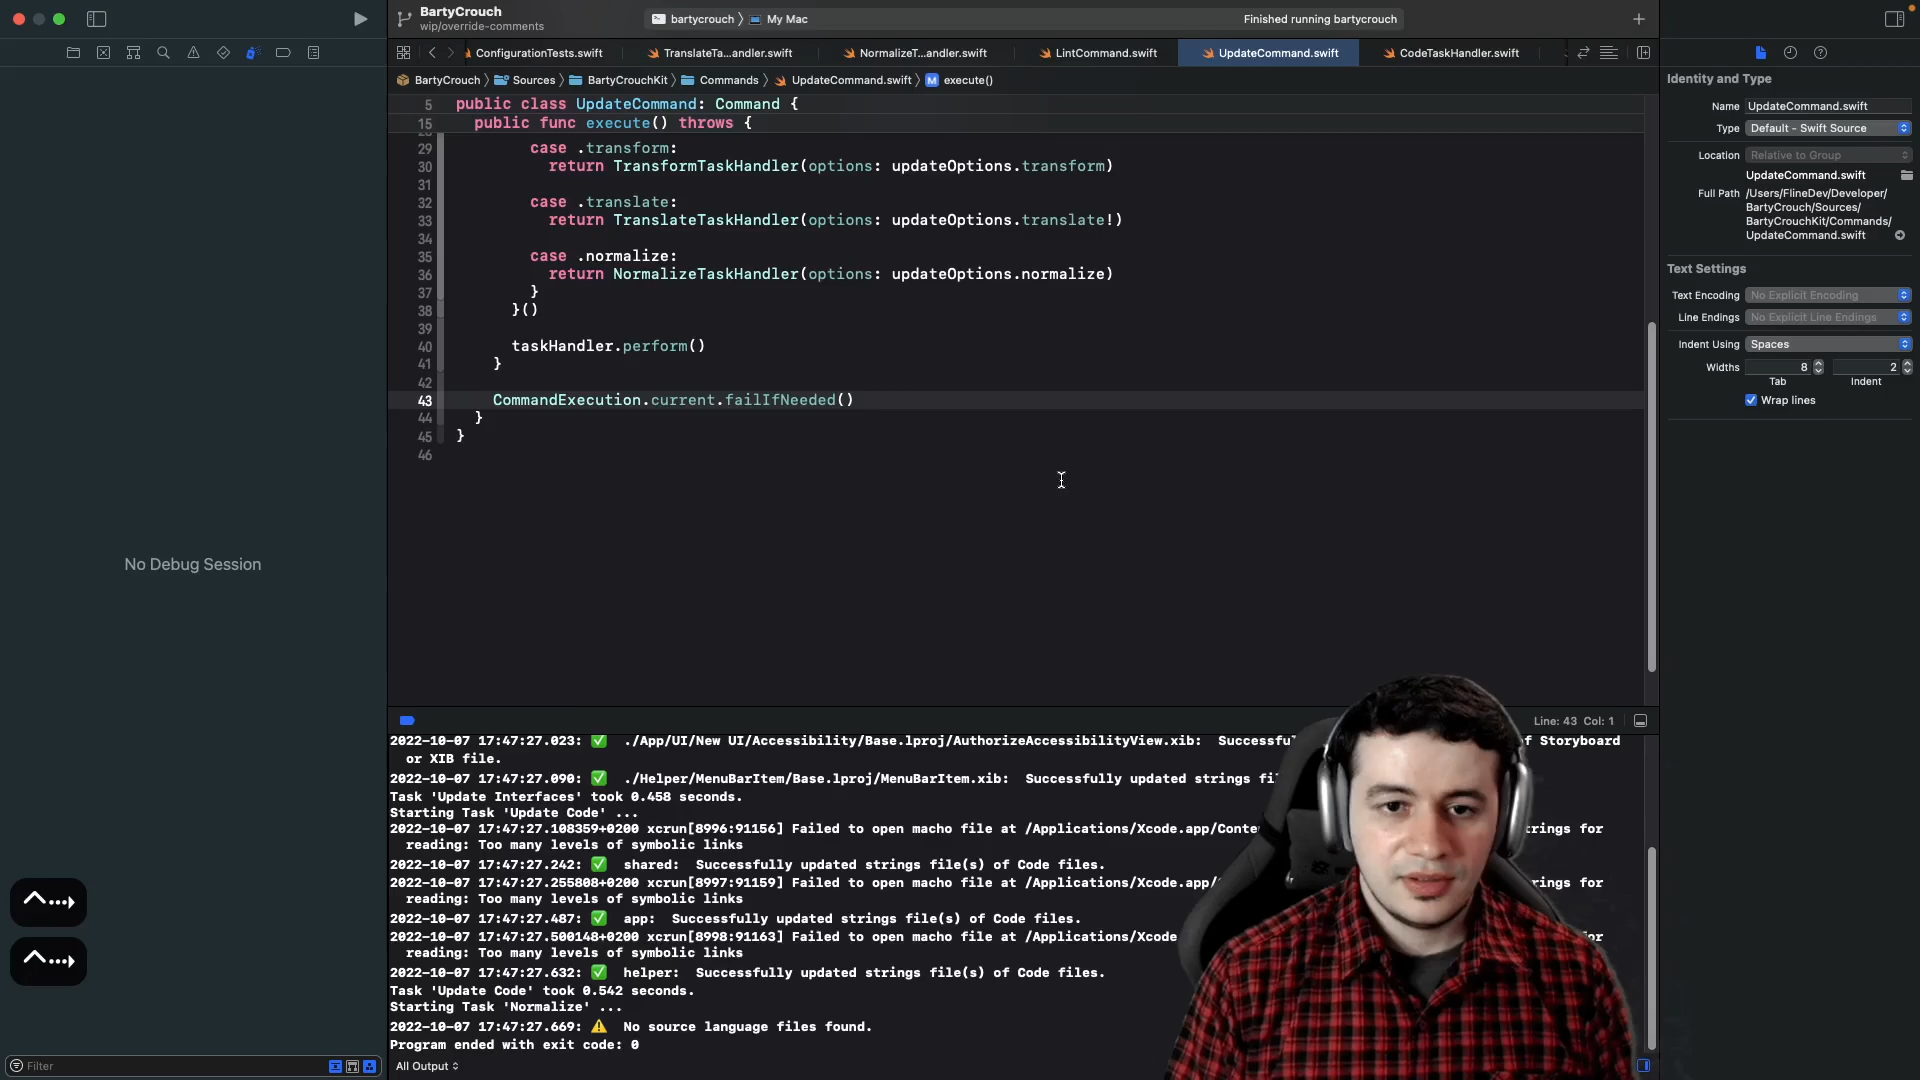 BartyCrouch
wip/override-comments
bartycrouch 〉 My Mac
Finished running bartycrouch
ConfigurationTests.swift
TranslateTa...andler.swift
NormalizeT...andler.swift
LintCommand.swift
UpdateCommand.swift
CodeTaskHandler.swift
BartyCrouch 〉 Sources 〉 BartyCrouchKit 〉 Commands 〉 UpdateCommand.swift 〉 M execute()
5 public class UpdateCommand: Command {
15 public func execute() throws {
29 case .transform:
30 return TransformTaskHandler(options: updateOptions.transform)
31
32 case .translate:
33 return TranslateTaskHandler(options: updateOptions.translate!)
34
35 case .normalize:
36 return NormalizeTaskHandler(options: updateOptions.normalize)
37 }
38 }()
39
40 taskHandler.perform()
41 }
42
43 CommandExecution.current.failIfNeeded()
44 }
45 }
46
No Debug Session
Filter
Line: 43 Col: 1
2022-10-07 17:47:27.023: ✅ ./App/UI/New UI/Accessibility/Base.lproj/AuthorizeAccessibilityView.xib: Successfu f Storyboard
or XIB file.
2022-10-07 17:47:27.090: ✅ ./Helper/MenuBarItem/Base.lproj/MenuBarItem.xib: Successfully updated strings fi
Task 'Update Interfaces' took 0.458 seconds.
Starting Task 'Update Code' ...
2022-10-07 17:47:27.108359+0200 xcrun[8996:91156] Failed to open macho file at /Applications/Xcode.app/Conte trings for
reading: Too many levels of symbolic links
2022-10-07 17:47:27.242: ✅ shared: Successfully updated strings file(s) of Code files.
2022-10-07 17:47:27.255808+0200 xcrun[8997:91159] Failed to open macho file at /Applications/Xcode.app/ rings for
reading: Too many levels of symbolic links
2022-10-07 17:47:27.487: ✅ app: Successfully updated strings file(s) of Code files.
2022-10-07 17:47:27.500148+0200 xcrun[8998:91163] Failed to open macho file at /Applications/Xcode or
reading: Too many levels of symbolic links
2022-10-07 17:47:27.632: ✅ helper: Successfully updated strings file(s) of Code files.
Task 'Update Code' took 0.542 seconds.
Starting Task 'Normalize' ...
2022-10-07 17:47:27.669: ⚠️ No source language files found.
Program ended with exit code: 0
All Output
Identity and Type
Name UpdateCommand.swift
Type Default - Swift Source
Location Relative to Group
UpdateCommand.swift
Full Path /Users/FlineDev/Developer/
BartyCrouch/Sources/
BartyCrouchKit/Commands/
UpdateCommand.swift
Text Settings
Text Encoding No Explicit Encoding
Line Endings No Explicit Line Endings
Indent Using Spaces
Widths 8 2
Tab Indent
Wrap lines